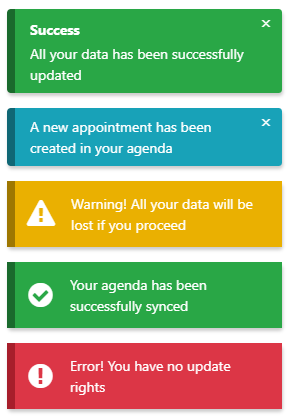 Success
All your data has been successfully
updated
A new appointment has been
created in your agenda
Warning! All your data will be
lost if you proceed
Your agenda has been
successfully synced
Error! You have no update
rights